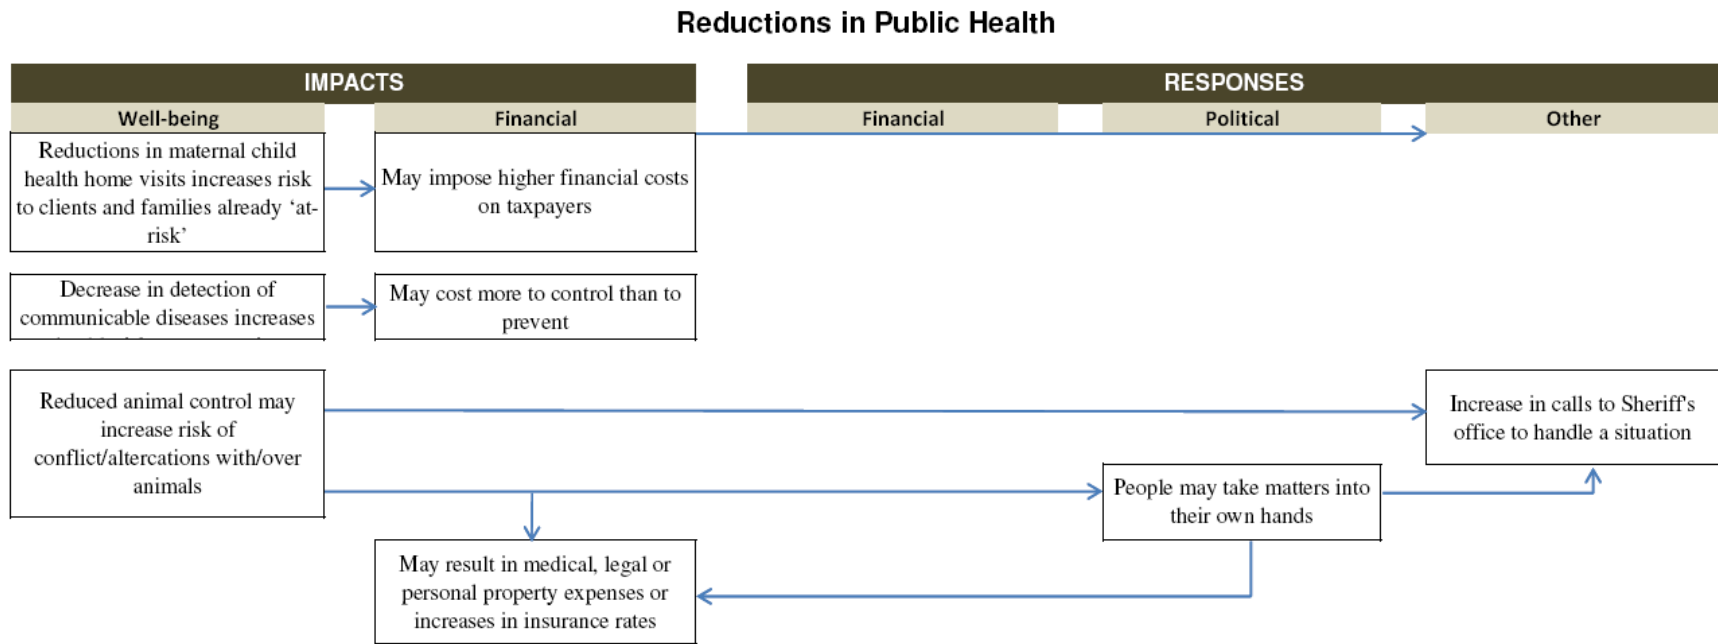 Reductions in Public Health
IMPACTS
RESPONSES
Well-being
Financial
Financial
Political
Other
Reductions in maternal child
health home visits increases risk
to clients and families already ‘at-
risk’
May impose higher financial costs
on taxpayers
Decrease in detection of
communicable diseases increases
May cost more to control than to
prevent
Reduced animal control may
increase risk of
conflict/altercations with/over
animals
Increase in calls to Sheriff's
office to handle a situation
People may take matters into
their own hands
May result in medical, legal or
personal property expenses or
increases in insurance rates